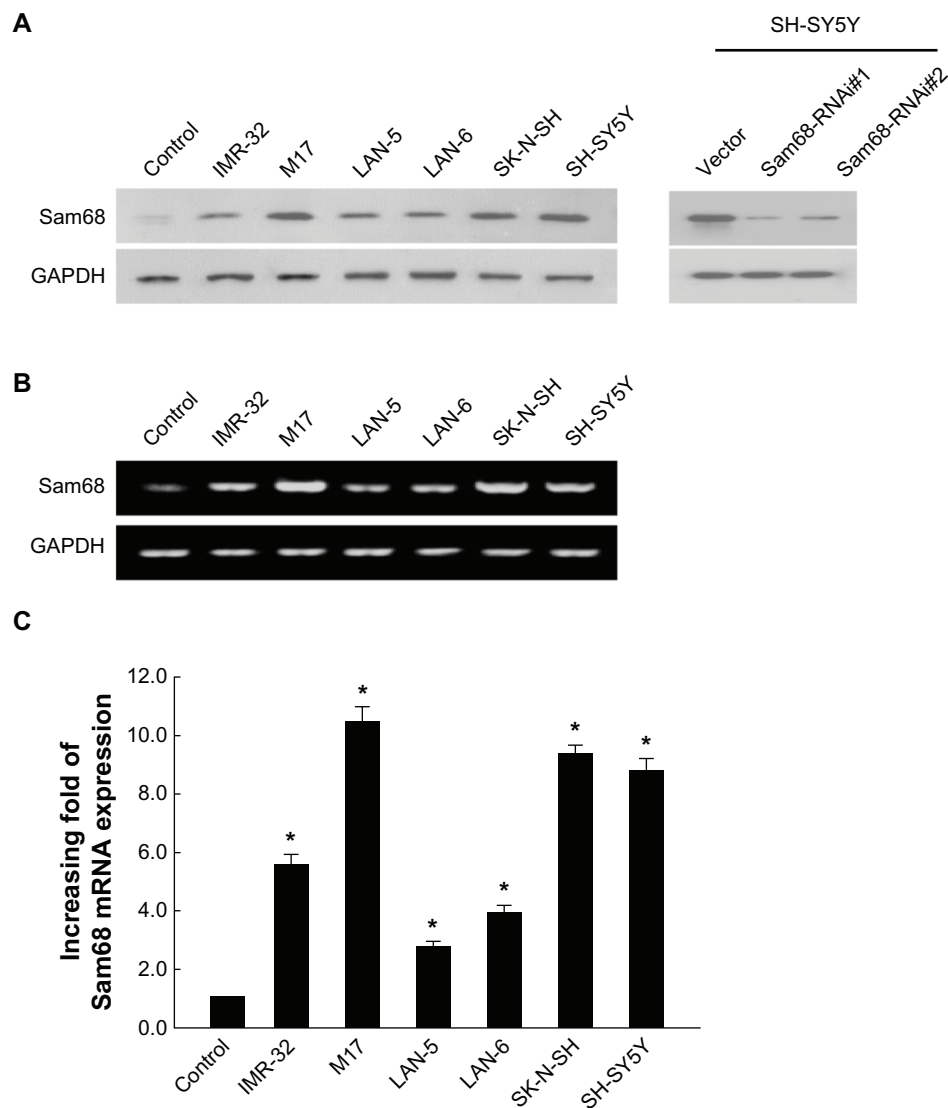 A
SH-SY5Y
Control IMR-32 M17 LAN-5 LAN-6 SK-N-SH SH-SY5Y
Vector Sam68-RNAi#1 Sam68-RNAi#2
Sam68
GAPDH
B
Control IMR-32 M17 LAN-5 LAN-6 SK-N-SH SH-SY5Y
Sam68
GAPDH
C
Increasing fold of
Sam68 mRNA expression
12.0
10.0
8.0
6.0
4.0
2.0
0.0
* * * * * *
Control IMR-32 M17 LAN-5 LAN-6 SK-N-SH SH-SY5Y